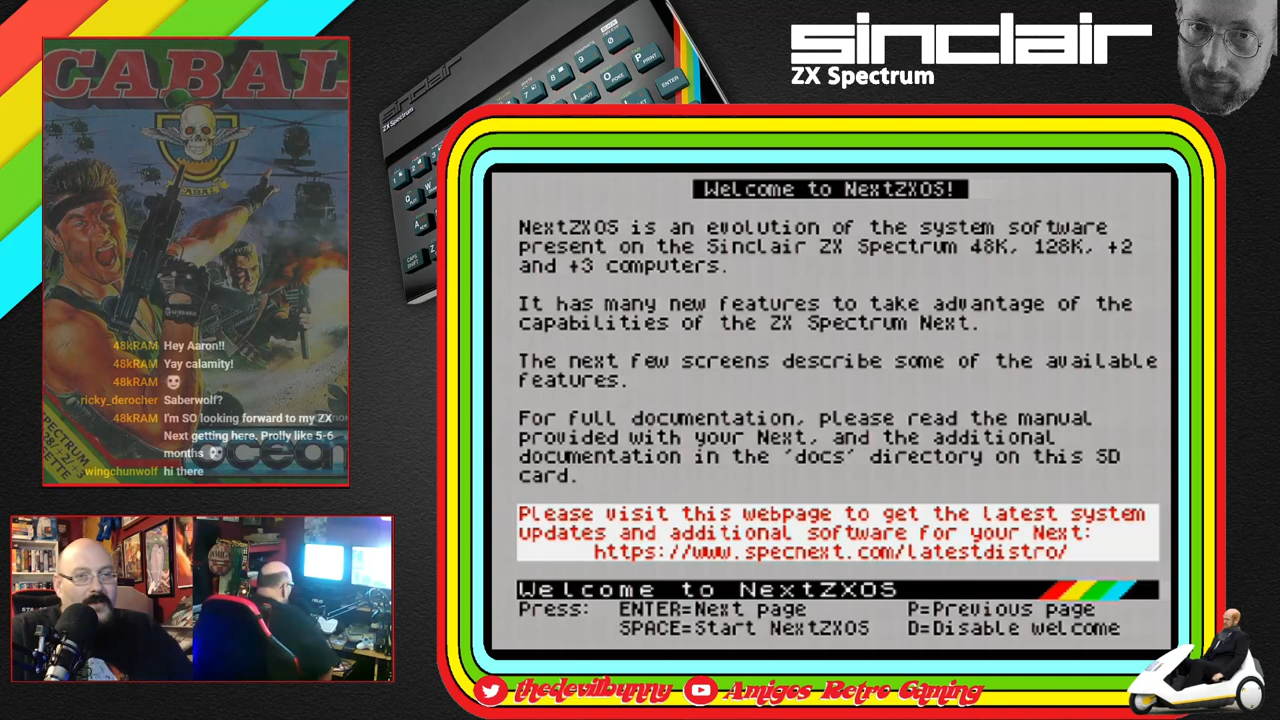 sinclair
ZX Spectrum
CABAL
CABAL
48kRAM Hey Aaron!!
48kRAM Yay calamity!
48kRAM
ricky_derocher Saberwolf?
48kRAM I'm SO looking forward to my ZX
Next getting here. Prolly like 5-6
months
wingchunwolf hi there
SPECTRUM
ocean
sinclair
ZX Spectrum
Welcome to NextZXOS!
NextZXOS is an evolution of the system software
present on the Sinclair ZX Spectrum 48K, 128K, +2
and +3 computers.
It has many new features to take advantage of the
capabilities of the ZX Spectrum Next.
The next few screens describe some of the available
features.
For full documentation, please read the manual
provided with your Next, and the additional
documentation in the 'docs' directory on this SD
card.
Please visit this webpage to get the latest system
updates and additional software for your Next:
https://www.specnext.com/latestdistro/
Welcome to NextZXOS
Press: ENTER=Next page P=Previous page
SPACE=Start NextZXOS D=Disable welcome
thedevilbunny Amigos Retro Gaming